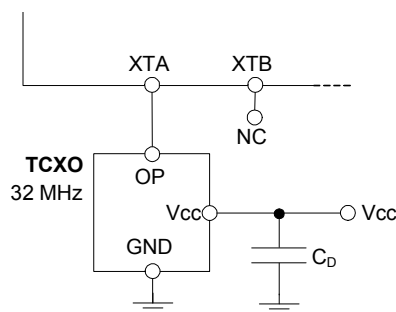 XTA
XTB
NC
TCXO
32 MHz
OP
Vcc
Vcc
GND
CD